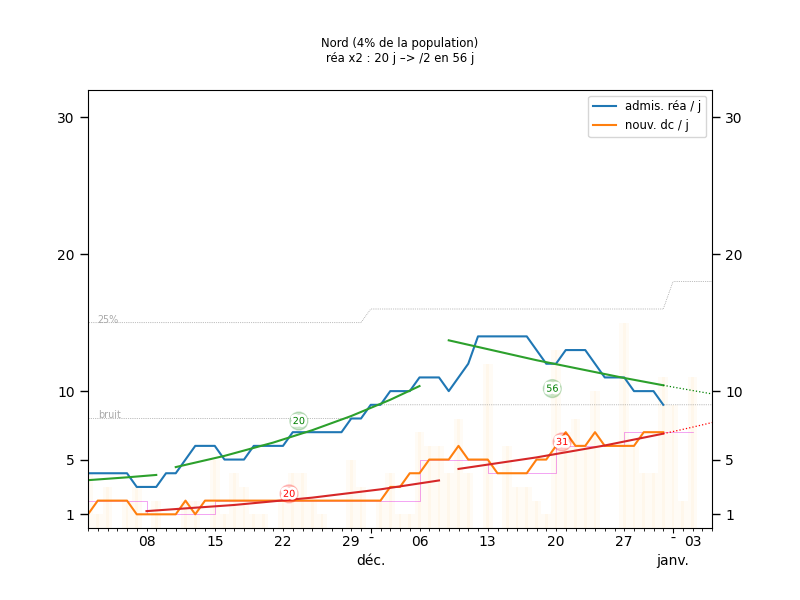 Nord (4% de la population)
réa x2 : 20 j –> /2 en 56 j
admis. réa / j
nouv. dc / j
30 30
20 20
10 10
5 5
1 1
25%
bruit
20
56
31
20
08 15 22 29 - 06 13 20 27 - 03
déc. janv.